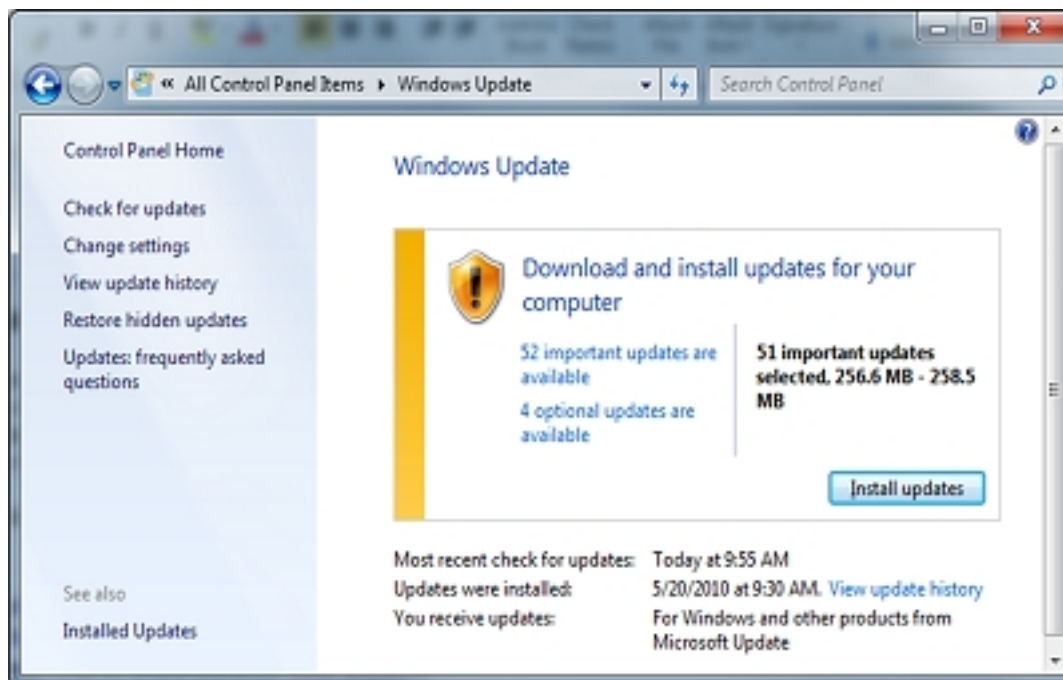 « All Control Panel Items ▸ Windows Update
Search Control Panel
Control Panel Home
Check for updates
Change settings
View update history
Restore hidden updates
Updates: frequently asked
questions
See also
Installed Updates
Windows Update
Download and install updates for your
computer
52 important updates are
available
4 optional updates are
available
51 important updates
selected, 256.6 MB - 258.5
MB
Install updates
Most recent check for updates: Today at 9:55 AM
Updates were installed: 5/20/2010 at 9:30 AM. View update history
You receive updates: For Windows and other products from
Microsoft Update